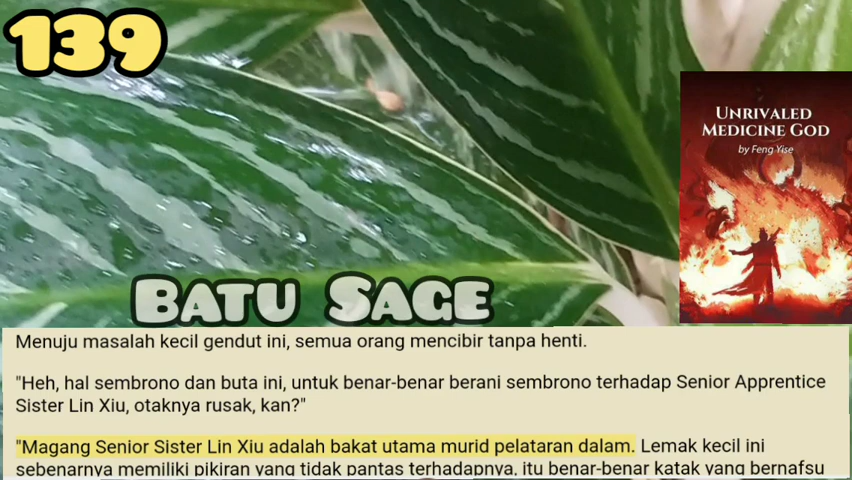 139
UNRIVALED
MEDICINE GOD
by Feng Yise
BATU SAGE
Menuju masalah kecil gendut ini, semua orang mencibir tanpa henti.
"Heh, hal sembrono dan buta ini, untuk benar-benar berani sembrono terhadap Senior Apprentice
Sister Lin Xiu, otaknya rusak, kan?"
"Magang Senior Sister Lin Xiu adalah bakat utama murid pelataran dalam. Lemak kecil ini
sebenarnya memiliki pikiran yang tidak pantas terhadapnya, itu benar-benar katak yang bernafsu